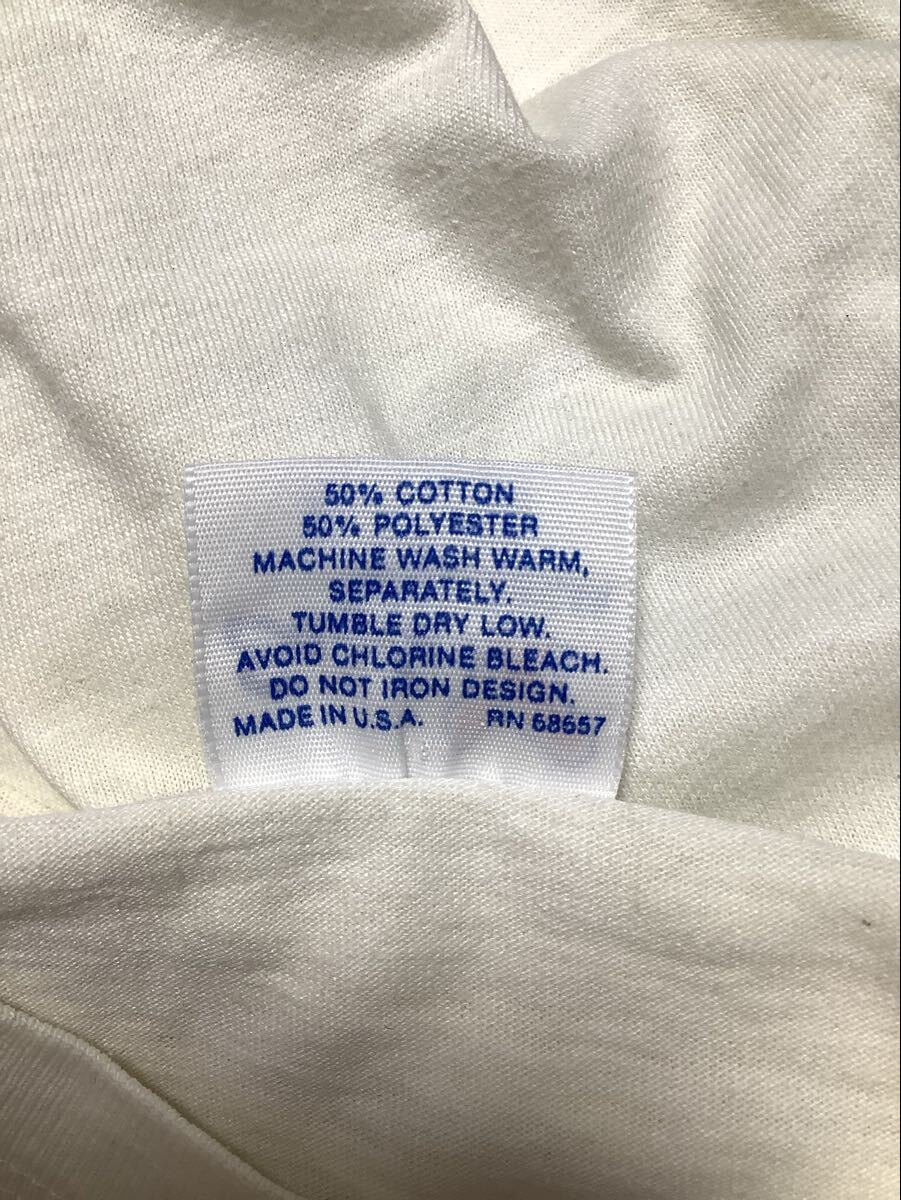 50% COTTON
50% POLYESTER
MACHINE WASH WARM,
SEPARATELY.
TUMBLE DRY LOW.
AVOID CHLORINE BLEACH.
DO NOT IRON DESIGN.
MADE IN U.S.A. RN 68657